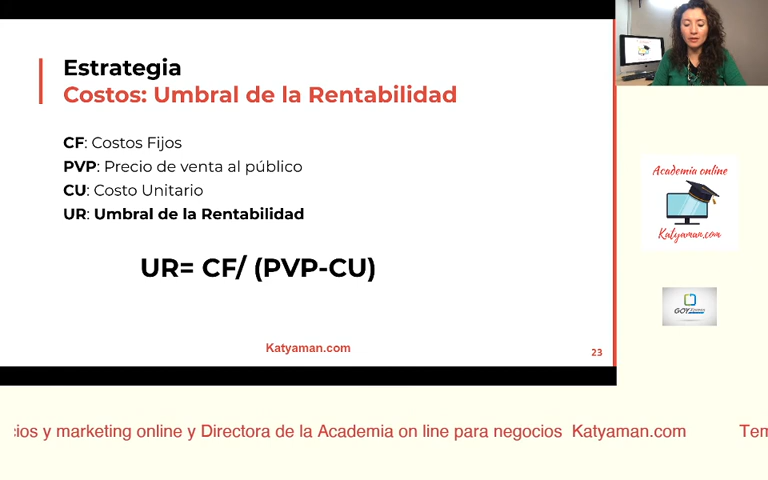 Estrategia
Costos: Umbral de la Rentabilidad
CF: Costos Fijos
PVP: Precio de venta al público
CU: Costo Unitario
UR: Umbral de la Rentabilidad
UR= CF/ (PVP-CU)
Katyaman.com
23
Academia online
Katyaman.com
y marketing online y Directora de la Academia on line para negocios Katyaman.com